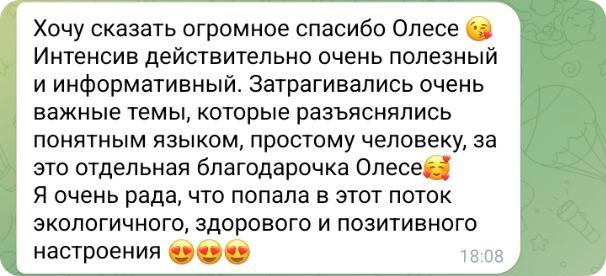 Хочу сказать огромное спасибо Олесе 😘
Интенсив действительно очень полезный
и информативный. Затрагивались очень
важные темы, которые разъяснялись
понятным языком, простому человеку, за
это отдельная благодарочка Олесе🥰
Я очень рада, что попала в этот поток
экологичного, здорового и позитивного
настроения 😍😍😍
18:08